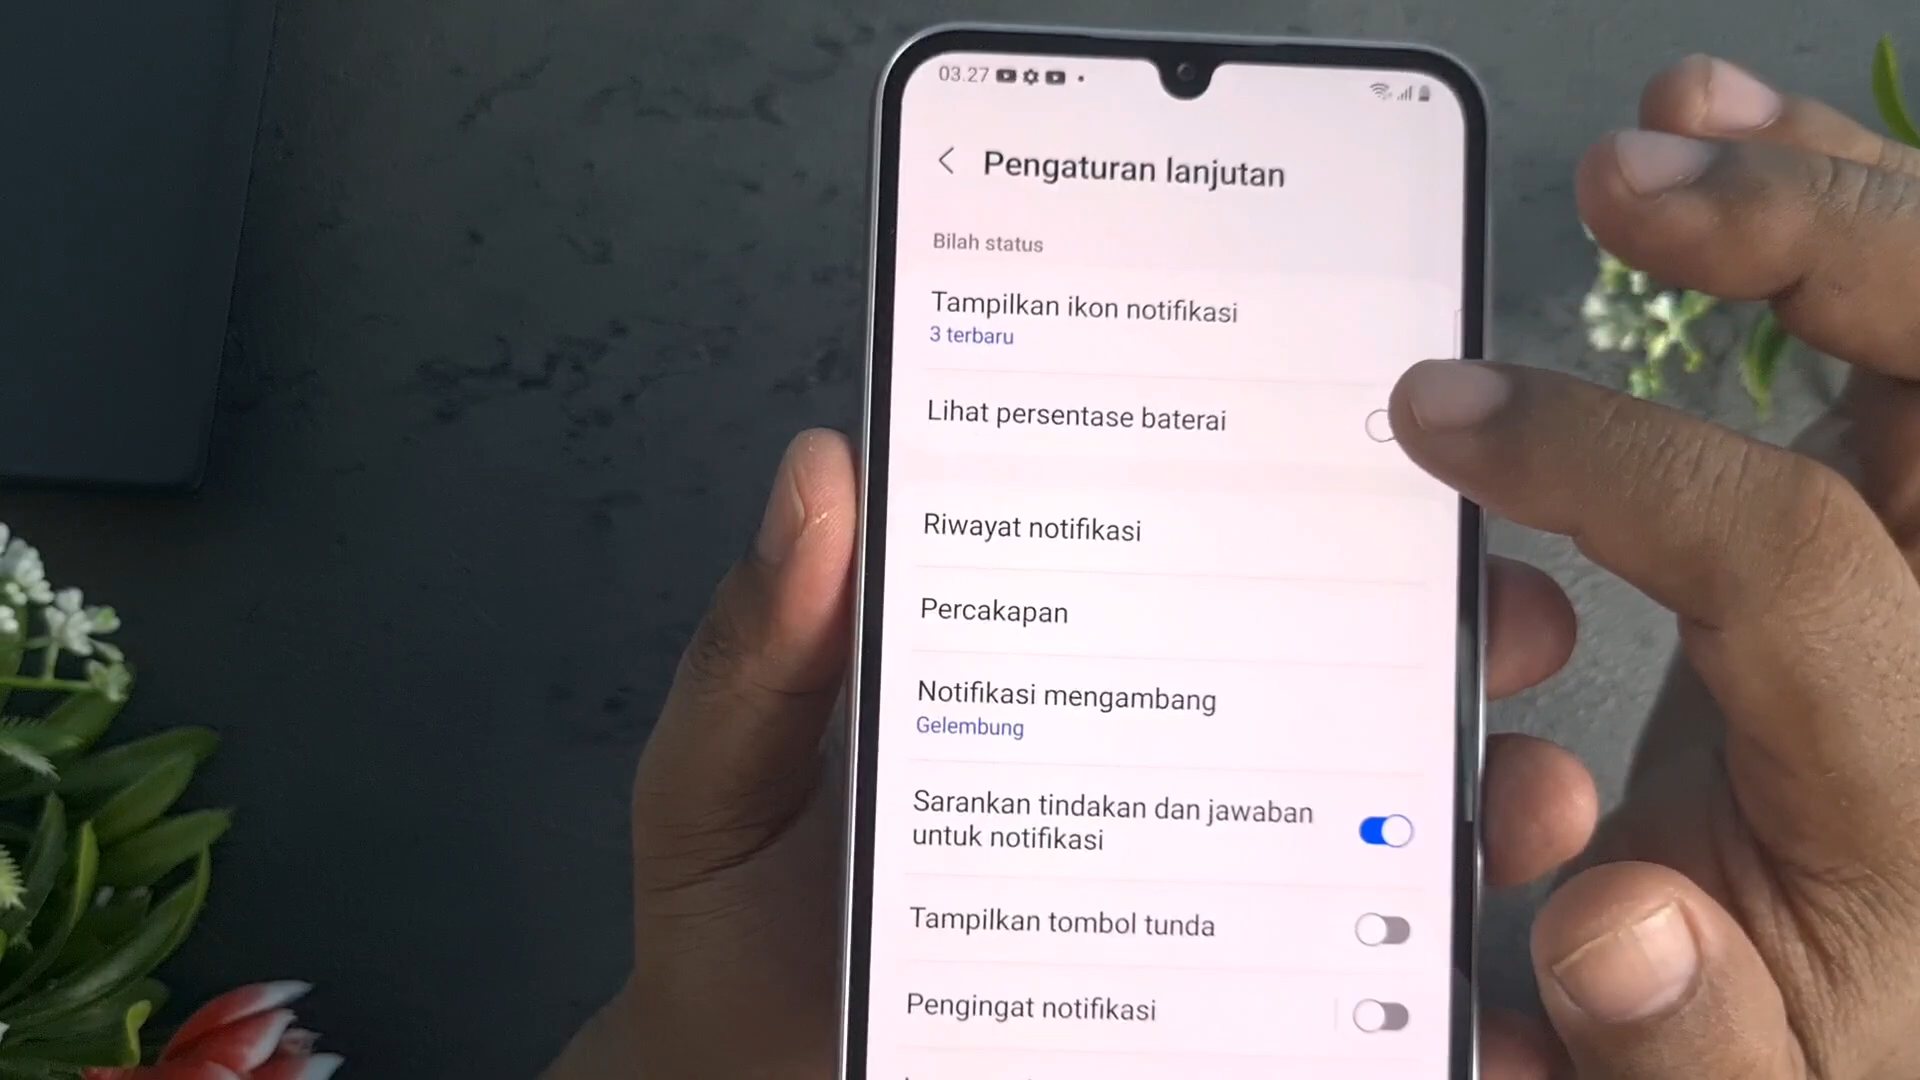 03.27
Pengaturan lanjutan
Bilah status
Tampilkan ikon notifikasi
3 terbaru
Lihat persentase baterai
Riwayat notifikasi
Percakapan
Notifikasi mengambang
Gelembung
Sarankan tindakan dan jawaban
untuk notifikasi
Tampilkan tombol tunda
Pengingat notifikasi